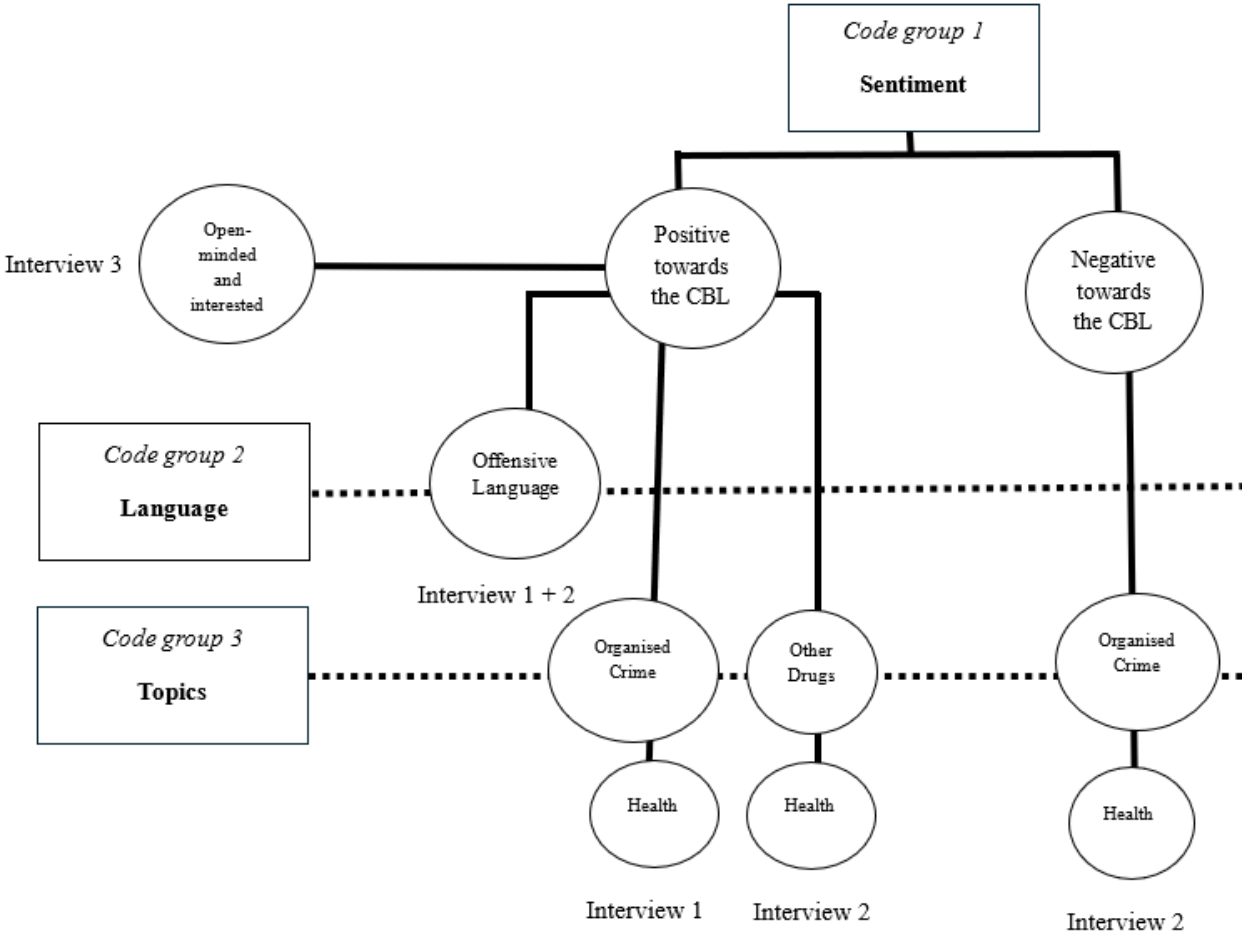 Code group 1
Sentiment
Positive
towards
the CBL
Negative
towards
the CBL
Interview 3
Open-
minded
and
interested
Code group 2
Language
Offensive
Language
Interview 1 + 2
Code group 3
Topics
Organised
Crime
Other
Drugs
Organised
Crime
Health
Health
Health
Interview 1
Interview 2
Interview 2